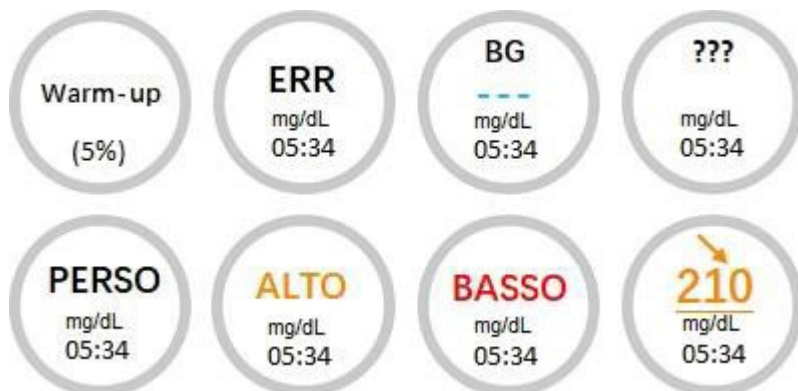 Warm-up
(5%)
ERR
mg/dL
05:34
BG
---
mg/dL
05:34
???
mg/dL
05:34
PERSO
mg/dL
05:34
ALTO
mg/dL
05:34
BASSO
mg/dL
05:34
210
mg/dL
05:34